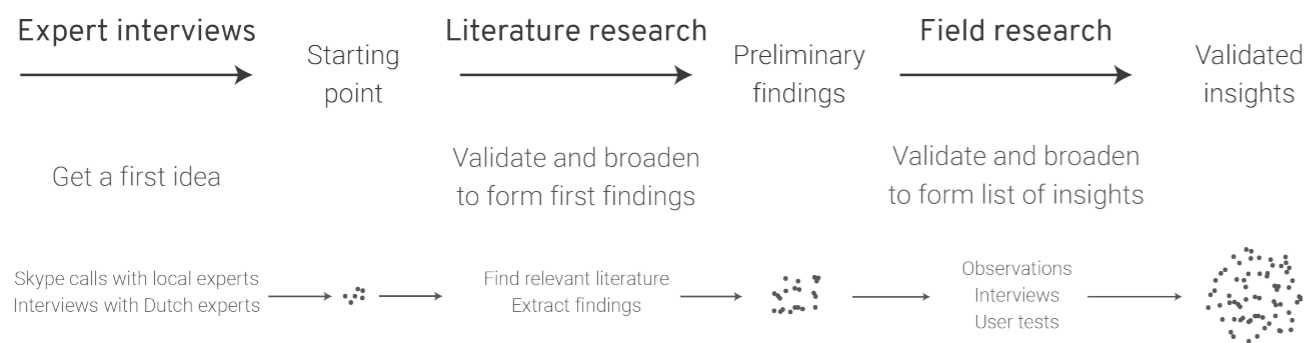 Expert interviews
Starting
point
Literature research
Preliminary
findings
Field research
Validated
insights
Get a first idea
Validate and broaden
to form first findings
Validate and broaden
to form list of insights
Skype calls with local experts
Interviews with Dutch experts
Find relevant literature
Extract findings
Observations
Interviews
User tests